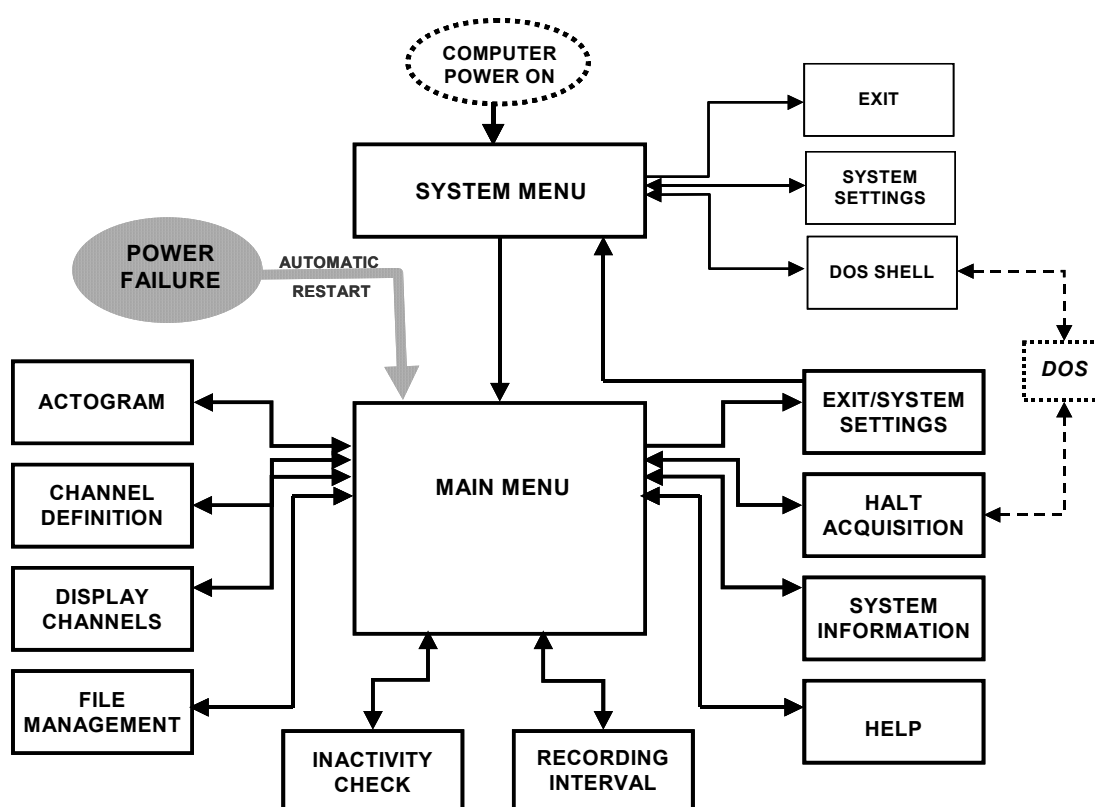 COMPUTER
POWER ON
EXIT
SYSTEM MENU
SYSTEM
SETTINGS
POWER
FAILURE
AUTOMATIC
RESTART
DOS SHELL
DOS
ACTOGRAM
EXIT/SYSTEM
SETTINGS
MAIN MENU
CHANNEL
DEFINITION
HALT
ACQUISITION
DISPLAY
CHANNELS
SYSTEM
INFORMATION
FILE
MANAGEMENT
HELP
INACTIVITY
CHECK
RECORDING
INTERVAL